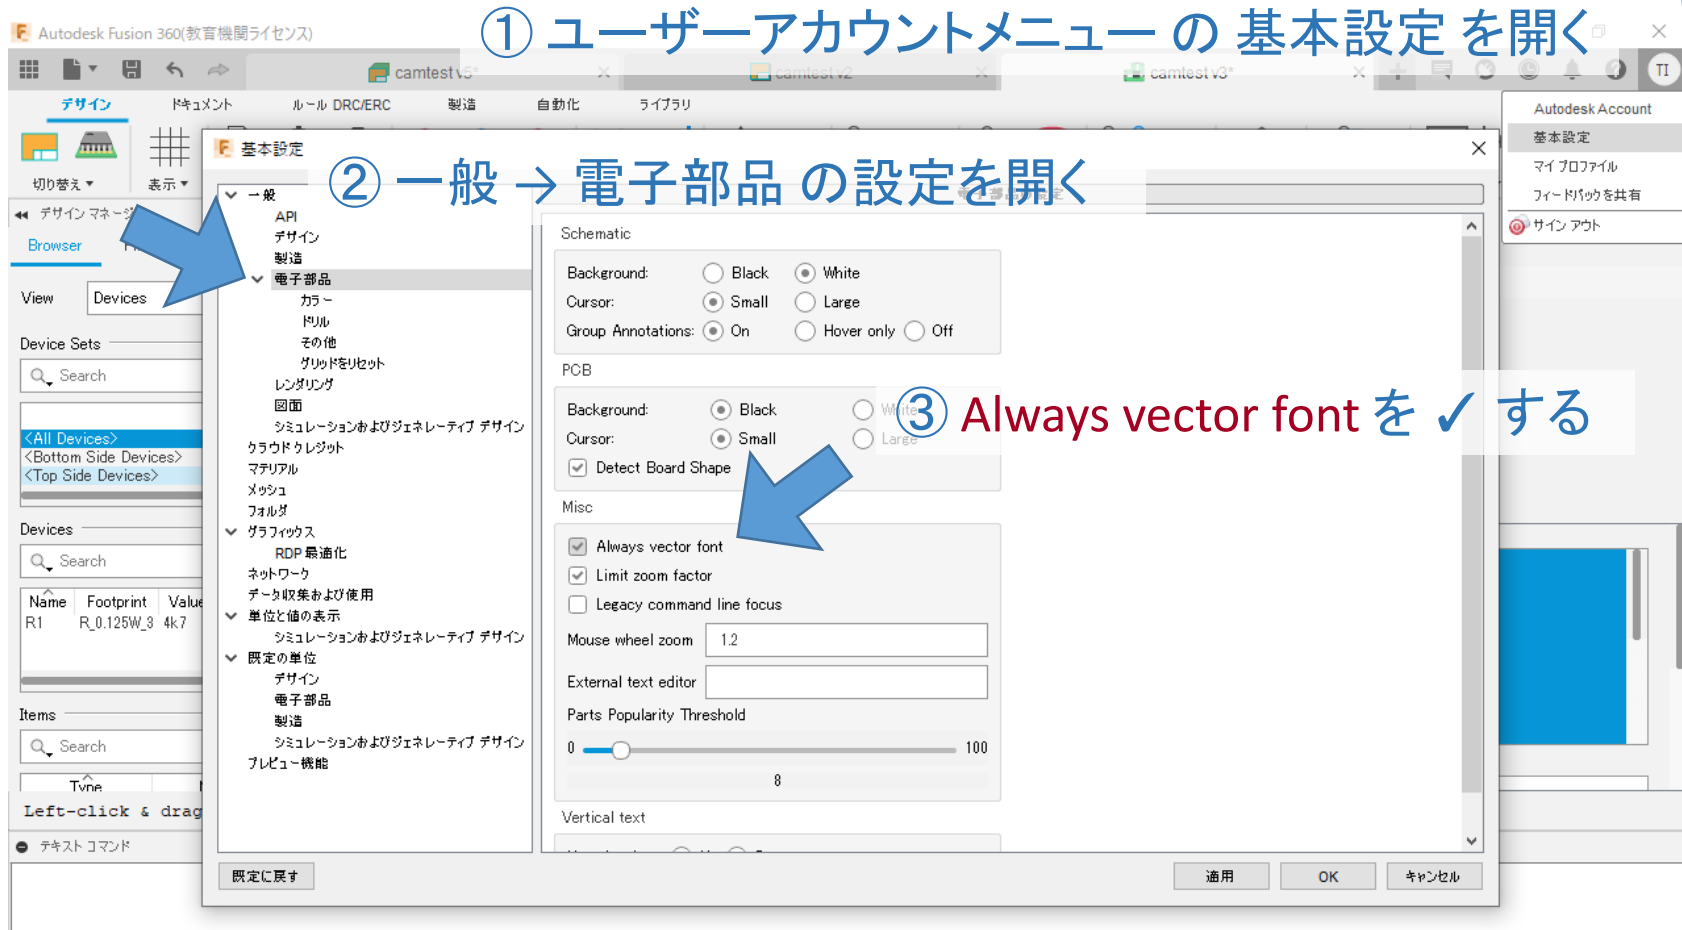 ① ユーザーアカウントメニュー の 基本設定 を開く
Autodesk Fusion 360(教育機関ライセンス)
camtest v5*
camtest v2
camtest v3*
TI
デザイン
ドキュメント
ルール DRC/ERC
製造
自動化
ライブラリ
Autodesk Account
基本設定
マイ プロファイル
フィードバックを共有
サイン アウト
切り替え
表示
デザイン マネージ
Browser
View
Devices
Device Sets
Search
<All Devices>
<Bottom Side Devices>
<Top Side Devices>
Devices
Search
Name Footprint Value
R1 R_0.125W_3 4k7
Items
Search
Type
Left-click & drag
テキスト コマンド
基本設定
② 一般 → 電子部品 の設定を開く
一般
API
デザイン
製造
電子部品
カラー
ドリル
その他
グリッドをリセット
レンダリング
図面
シミュレーションおよびジェネレーティブ デザイン
クラウド クレジット
マテリアル
メッシュ
フォルダ
グラフィックス
RDP 最適化
ネットワーク
データ収集および使用
単位と値の表示
シミュレーションおよびジェネレーティブ デザイン
既定の単位
デザイン
電子部品
製造
シミュレーションおよびジェネレーティブ デザイン
プレビュー機能
Schematic
Background: Black White
Cursor: Small Large
Group Annotations: On Hover only Off
PCB
③ Always vector font を ✓ する
Background: Black White
Cursor: Small Large
Detect Board Shape
Misc
Always vector font
Limit zoom factor
Legacy command line focus
Mouse wheel zoom 1.2
External text editor
Parts Popularity Threshold
0 100
8
Vertical text
既定に戻す
適用
OK
キャンセル